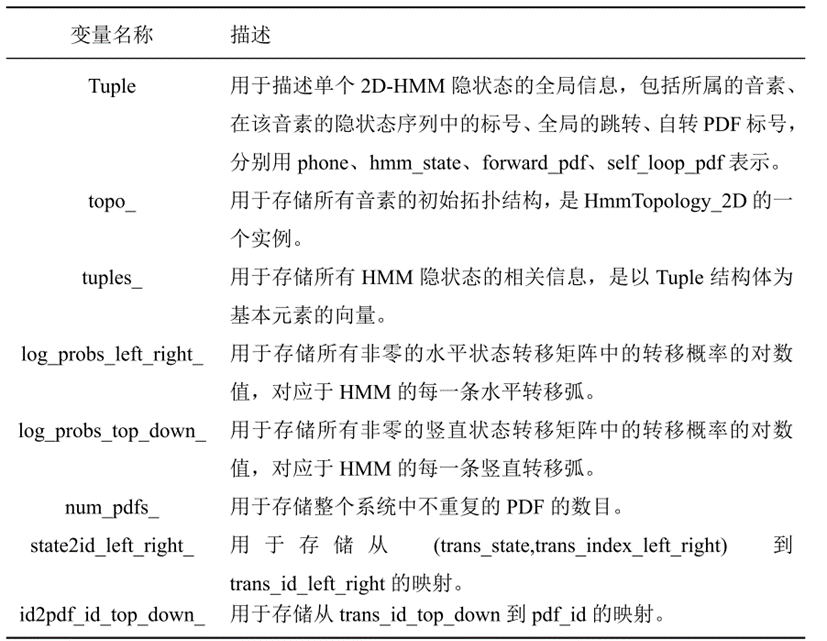 变量名称 描述
Tuple 用于描述单个 2D-HMM 隐状态的全局信息，包括所属的音素、
在该音素的隐状态序列中的标号、全局的跳转、自转 PDF 标号，
分别用 phone、hmm_state、forward_pdf、self_loop_pdf 表示。
topo_ 用于存储所有音素的初始拓扑结构，是 HmmTopology_2D 的一
个实例。
tuples_ 用于存储所有 HMM 隐状态的相关信息，是以 Tuple 结构体为
基本元素的向量。
log_probs_left_right_ 用于存储所有非零的水平状态转移矩阵中的转移概率的对数
值，对应于 HMM 的每一条水平转移弧。
log_probs_top_down_ 用于存储所有非零的竖直状态转移矩阵中的转移概率的对数
值，对应于 HMM 的每一条竖直转移弧。
num_pdfs_ 用于存储整个系统中不重复的 PDF 的数目。
state2id_left_right_ 用于存储从 (trans_state,trans_index_left_right) 到
trans_id_left_right 的映射。
id2pdf_id_top_down_ 用于存储从 trans_id_top_down 到 pdf_id 的映射。